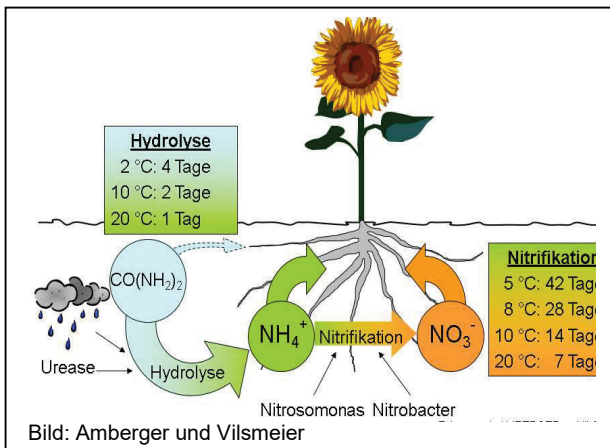 Hydrolyse
2 °C: 4 Tage
10 °C: 2 Tage
20 °C: 1 Tag
CO(NH₂)₂
Urease
Hydrolyse
NH₄⁺
Nitrifikation
NO₃⁻
Nitrosomonas Nitrobacter
Nitrifikation
5 °C: 42 Tage
8 °C: 28 Tage
10 °C: 14 Tage
20 °C: 7 Tage
Bild: Amberger und Vilsmeier